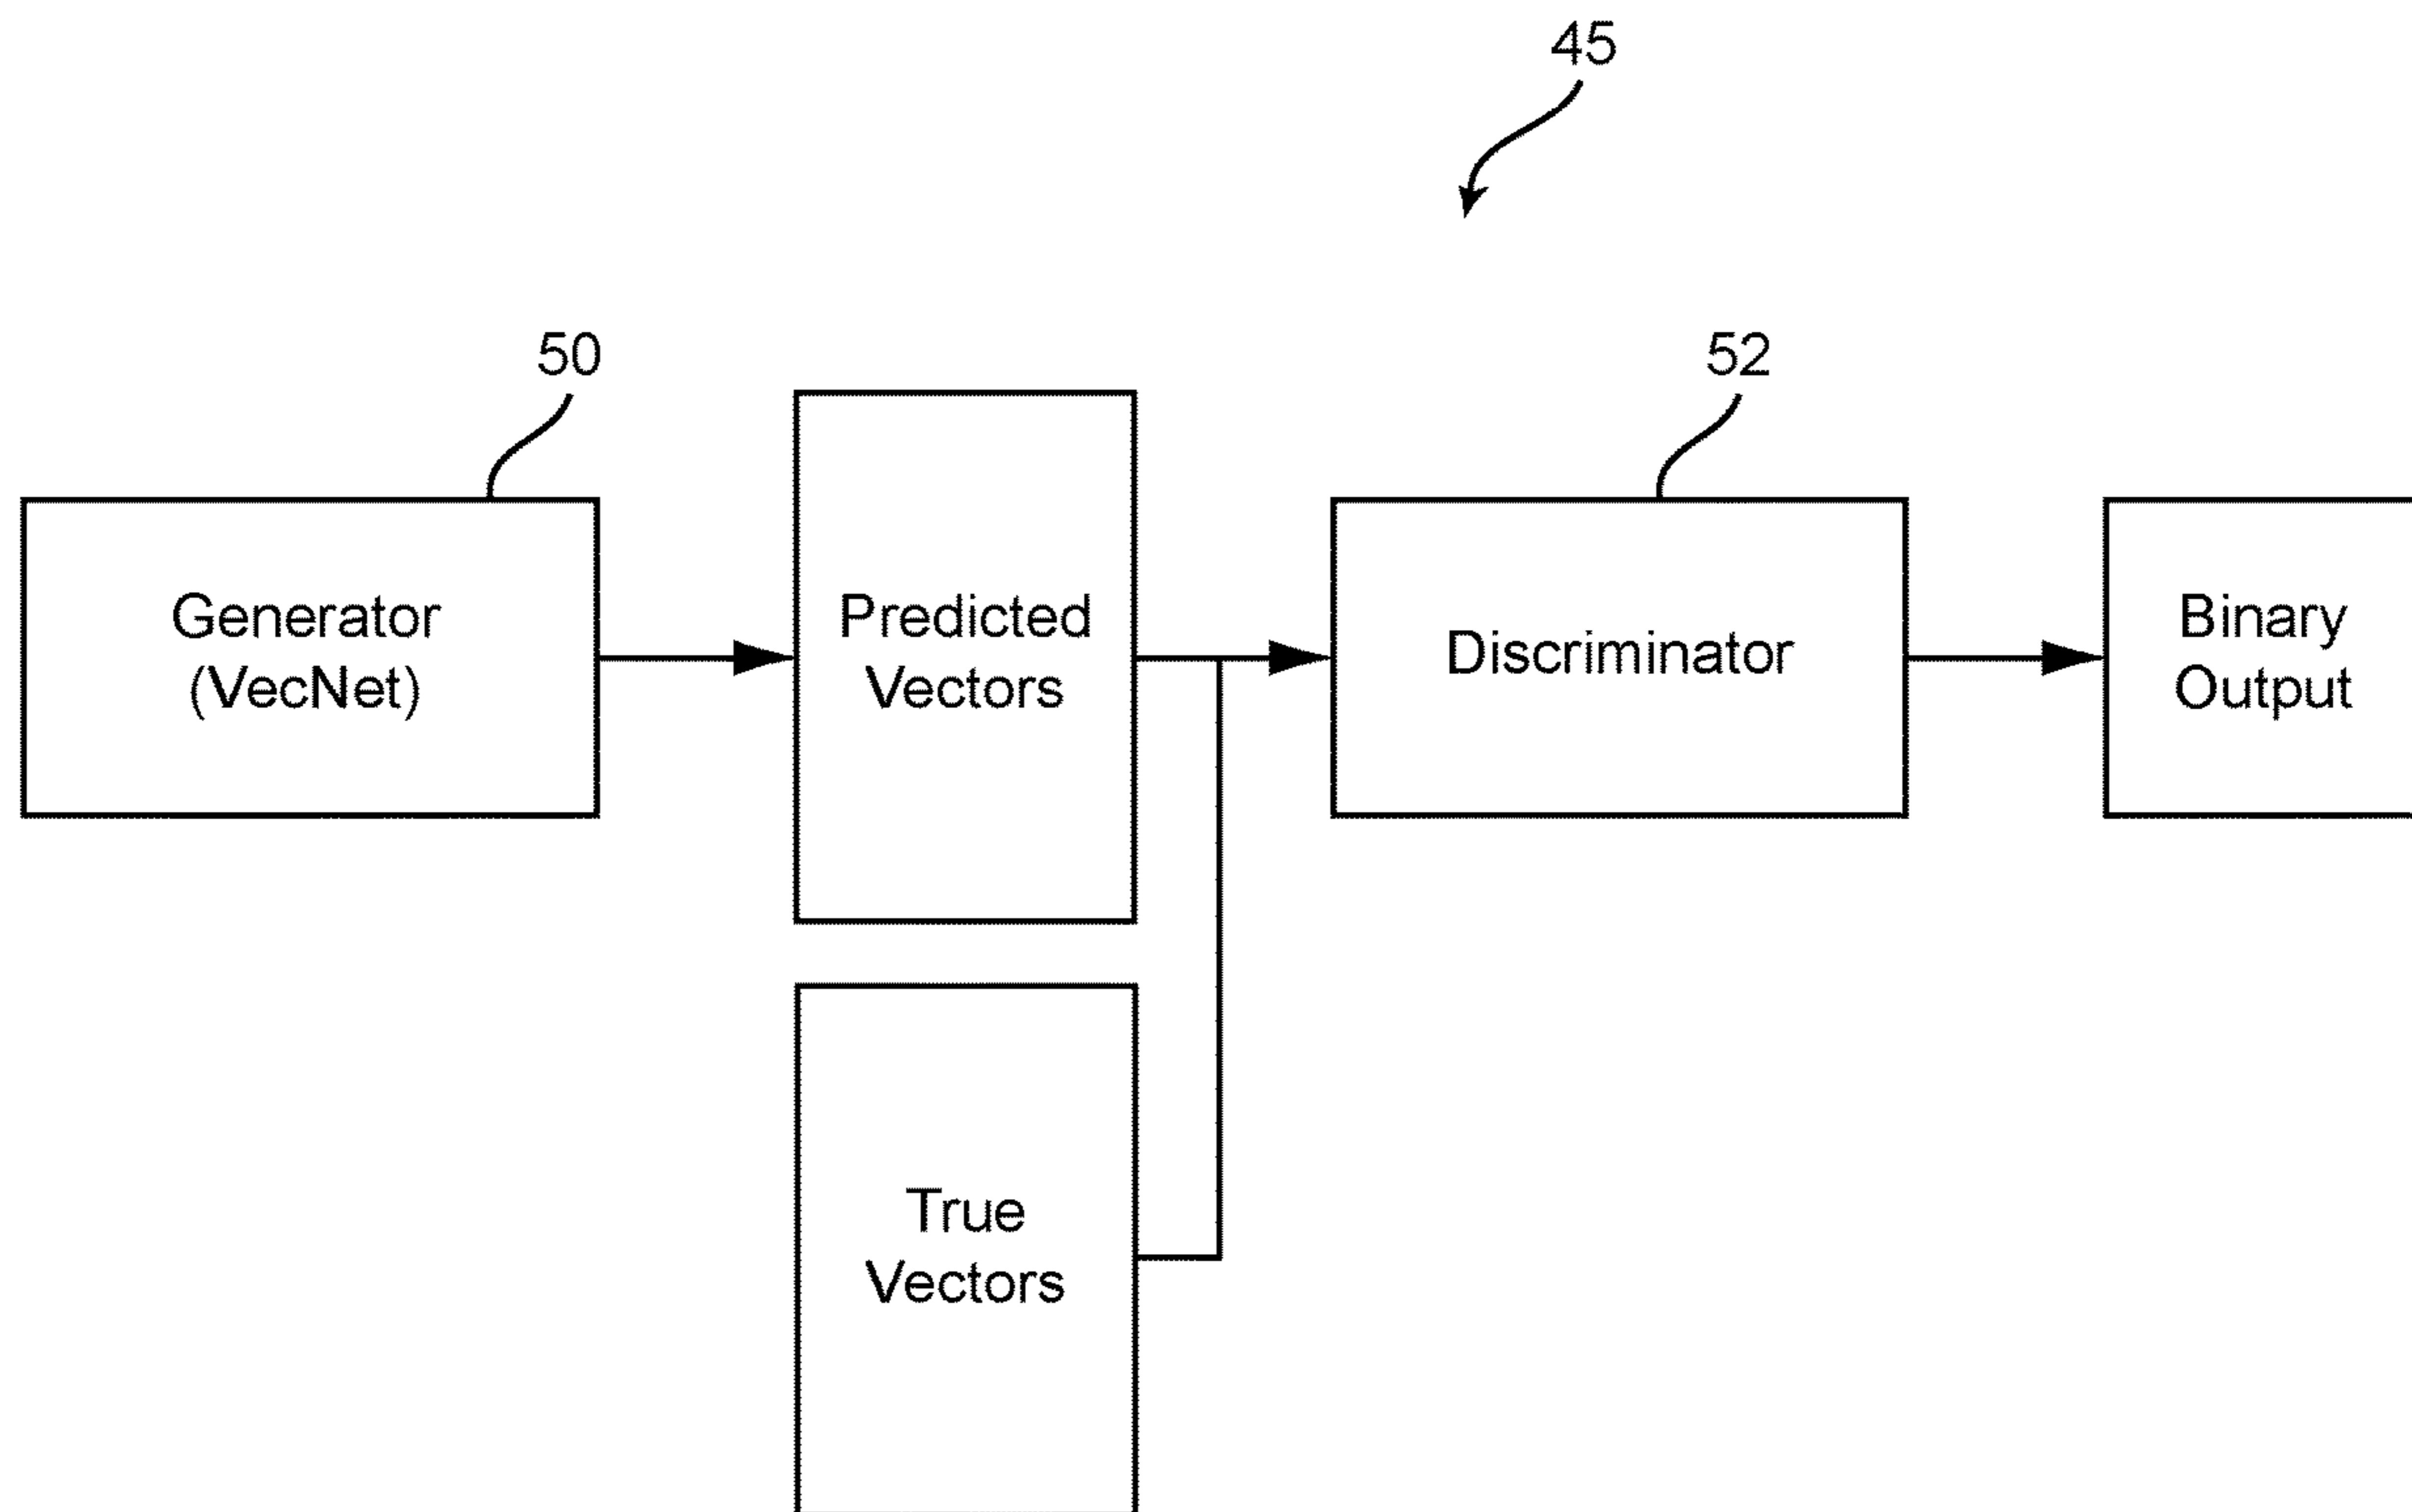 45
50
52
Generator
(VecNet)
Predicted
Vectors
Discriminator
Binary
Output
True
Vectors